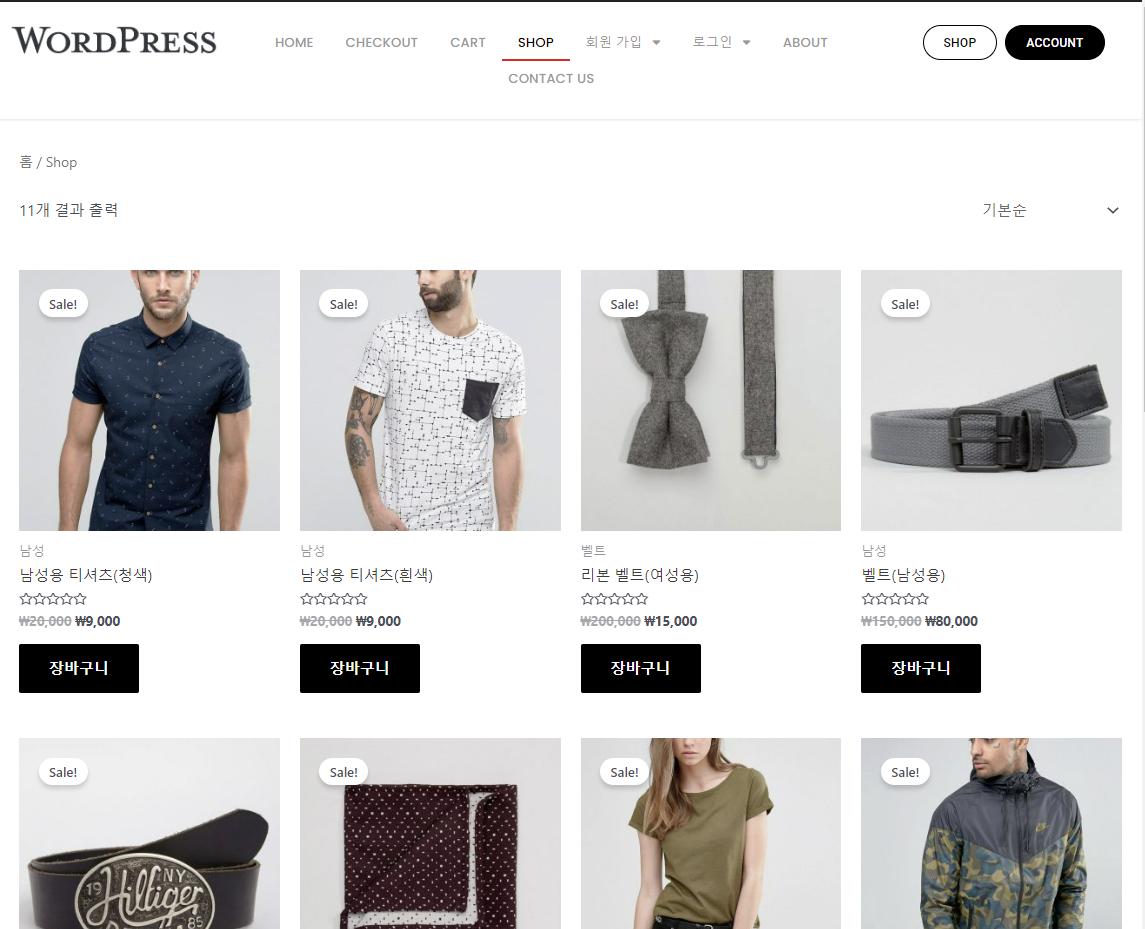 WORDPRESS
HOME CHECKOUT CART SHOP 회원 가입 로그인 ABOUT
CONTACT US
SHOP ACCOUNT
홈 / Shop
11개 결과 출력
기본순
Sale! Sale! Sale! Sale!
남성 남성 벨트 남성
남성용 티셔츠(청색) 남성용 티셔츠(흰색) 리본 벨트(여성용) 벨트(남성용)
₩20,000 ₩9,000 ₩20,000 ₩9,000 ₩200,000 ₩15,000 ₩150,000 ₩80,000
장바구니 장바구니 장바구니 장바구니
Sale! Sale! Sale! Sale!
19 NY
Hilfiger
85